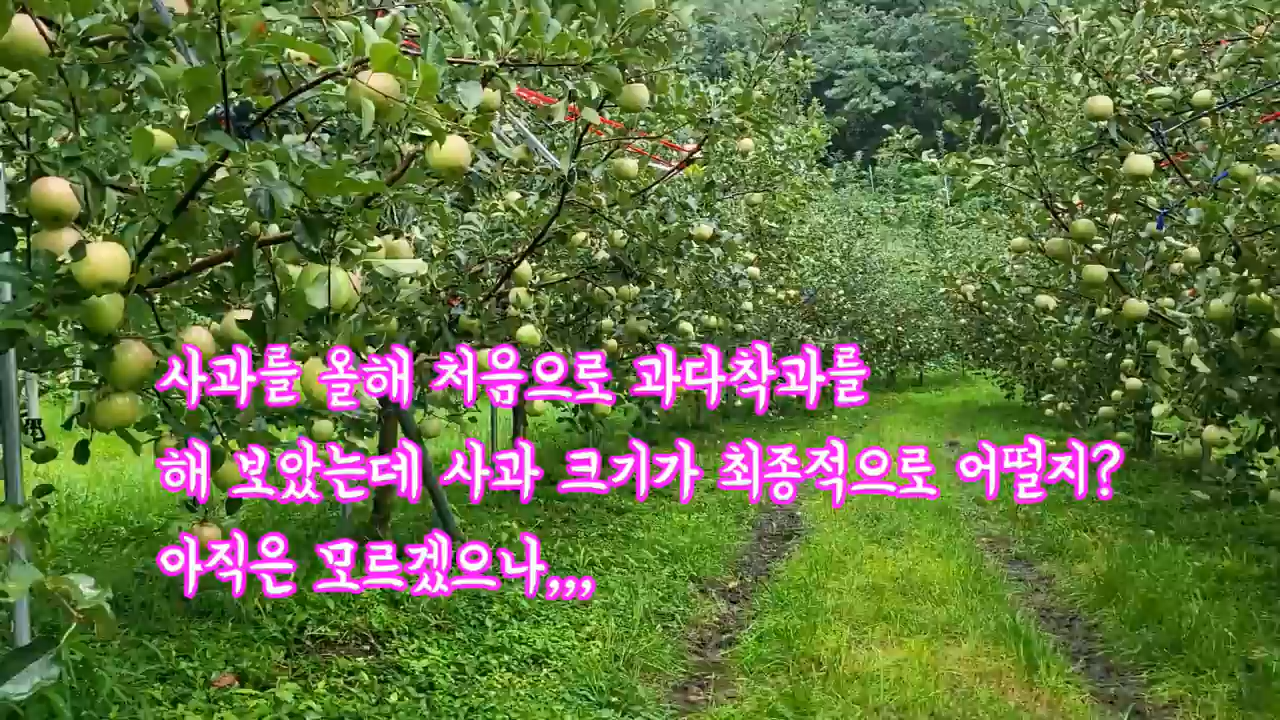 사과를 올해 처음으로 과다착과를
해 보았는데 사과 크기가 최종적으로 어떨지?
아직은 모르겠으나,,,